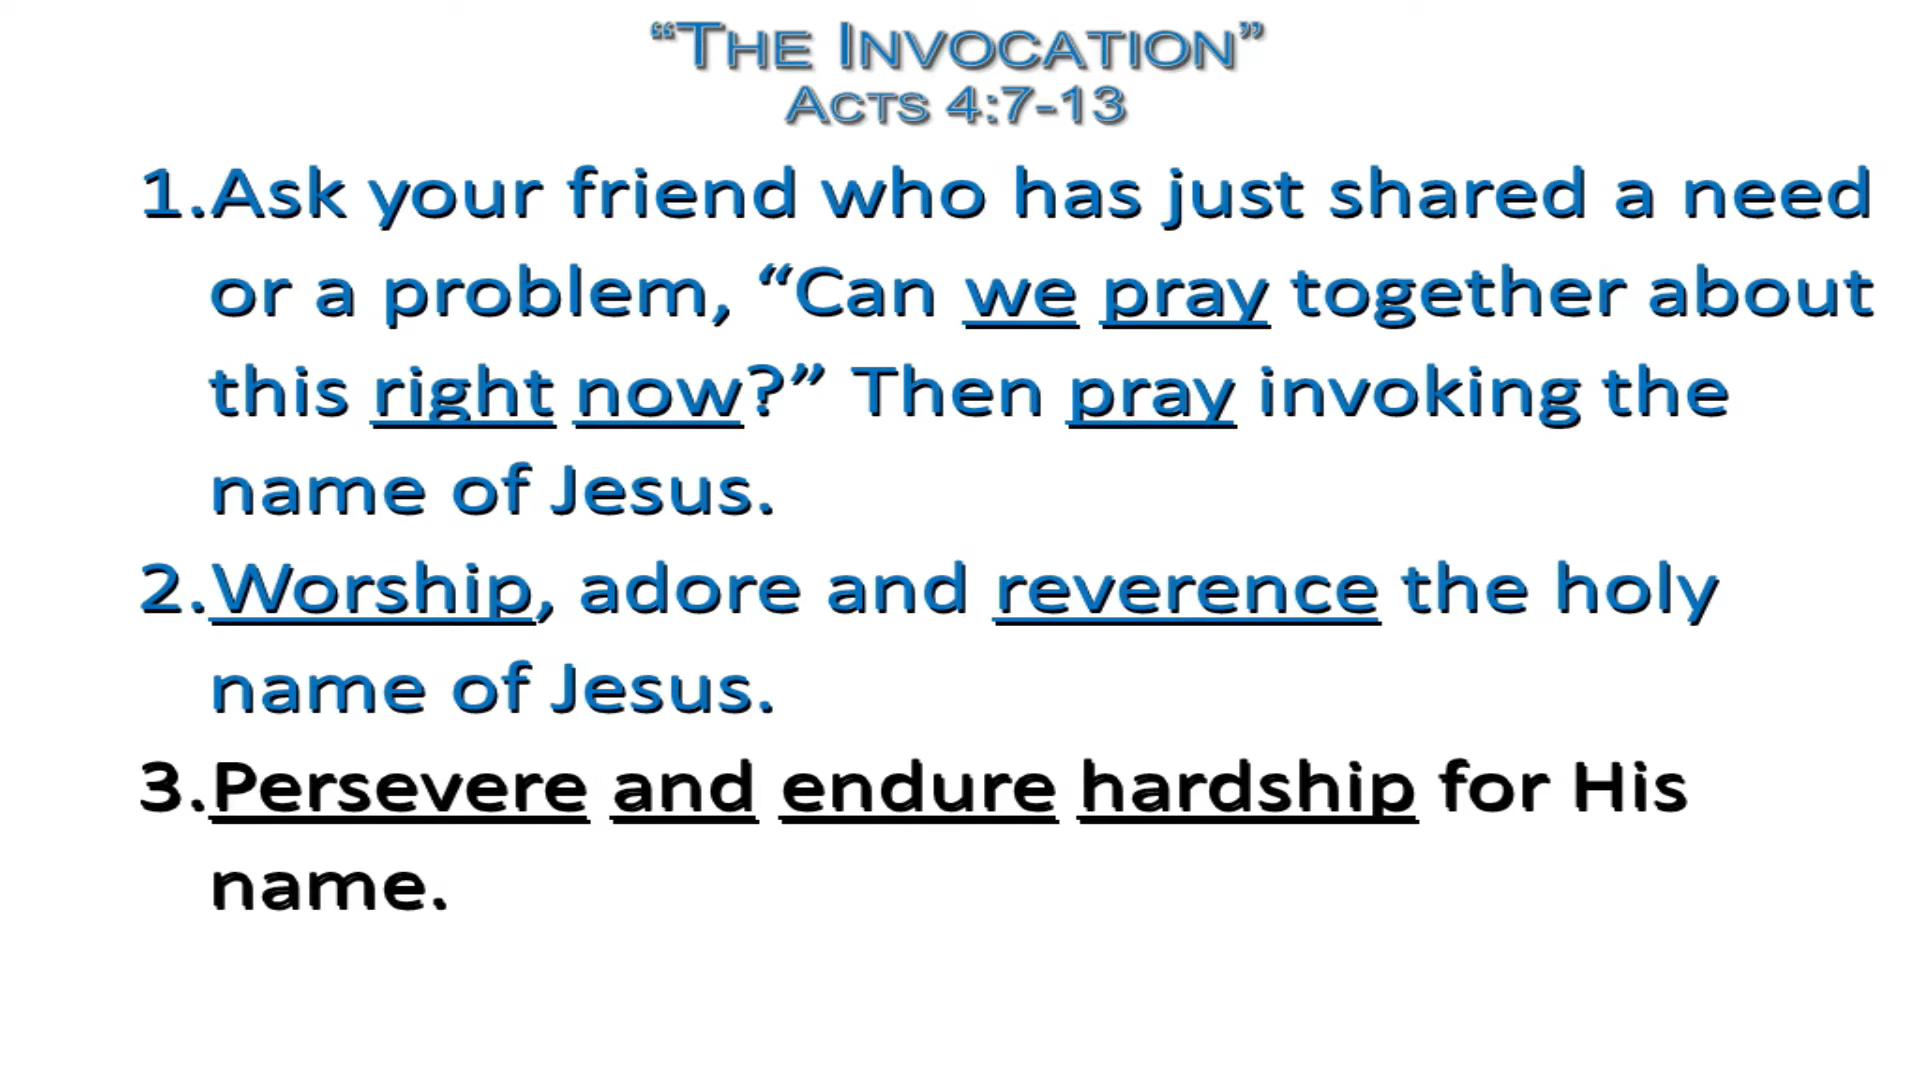 “The Invocation”
Acts 4:7-13
1.Ask your friend who has just shared a need
or a problem, “Can we pray together about
this right now?” Then pray invoking the
name of Jesus.
2.Worship, adore and reverence the holy
name of Jesus.
3.Persevere and endure hardship for His
name.